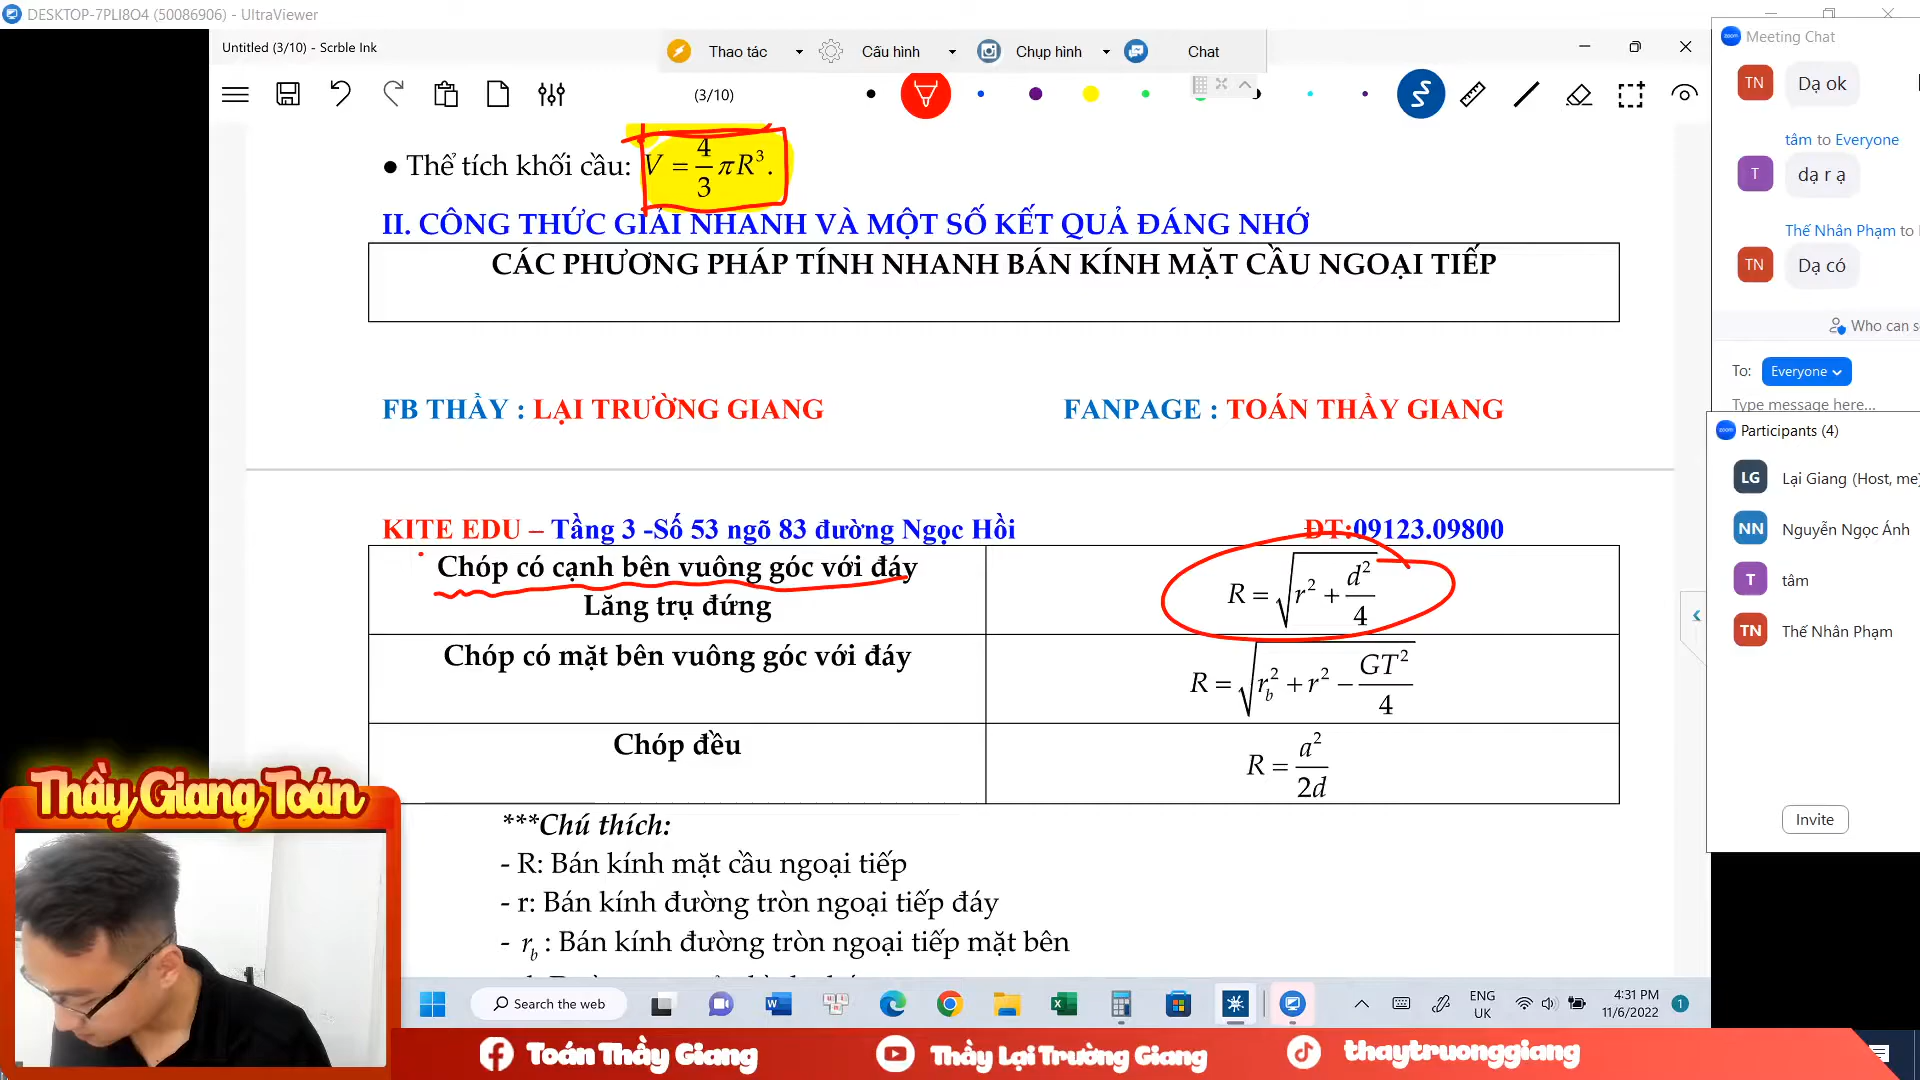 DESKTOP-7PLI8O4 (50086906) - UltraViewer
Untitled (3/10) - Scrble Ink
Thao tác
Cấu hình
Chụp hình
Chat
(3/10)
● Thể tích khối cầu: V = 4/3 πR³.
II. CÔNG THỨC GIẢI NHANH VÀ MỘT SỐ KẾT QUẢ ĐÁNG NHỚ
CÁC PHƯƠNG PHÁP TÍNH NHANH BÁN KÍNH MẶT CẦU NGOẠI TIẾP
FB THẦY : LẠI TRƯỜNG GIANG
FANPAGE : TOÁN THẦY GIANG
KITE EDU – Tầng 3 -Số 53 ngõ 83 đường Ngọc Hồi
ĐT:09123.09800
Chóp có cạnh bên vuông góc với đáy
Lăng trụ đứng
R = √(r² + d²/4)
Chóp có mặt bên vuông góc với đáy
R = √(r_b² + r² − GT²/4)
Chóp đều
R = a²/2d
***Chú thích:
- R: Bán kính mặt cầu ngoại tiếp
- r: Bán kính đường tròn ngoại tiếp đáy
- r_b : Bán kính đường tròn ngoại tiếp mặt bên
Meeting Chat
TN
Dạ ok
tâm to Everyone
T
dạ r ạ
Thế Nhân Phạm to
TN
Dạ có
Who can s
To:
Everyone
Type message here...
Participants (4)
LG
Lại Giang (Host, me)
NN
Nguyễn Ngọc Ánh
T
tâm
TN
Thế Nhân Phạm
Invite
Thầy Giang Toán
Search the web
ENG
UK
4:31 PM
11/6/2022
1
Toán Thầy Giang
Thầy Lại Trường Giang
thaytruonggiang